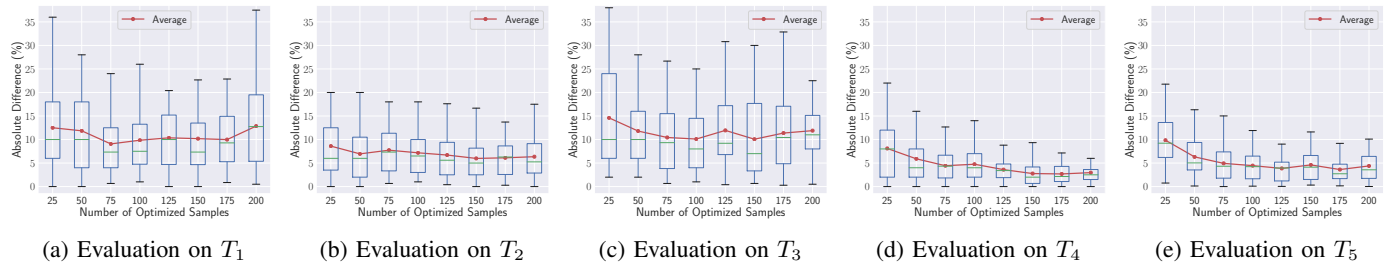 Absolute Difference (%)
35
30
25
20
15
10
5
0
Average
25 50 75 100 125 150 175 200
Number of Optimized Samples
(a) Evaluation on T1
Absolute Difference (%)
35
30
25
20
15
10
5
0
Average
25 50 75 100 125 150 175 200
Number of Optimized Samples
(b) Evaluation on T2
Absolute Difference (%)
35
30
25
20
15
10
5
0
Average
25 50 75 100 125 150 175 200
Number of Optimized Samples
(c) Evaluation on T3
Absolute Difference (%)
35
30
25
20
15
10
5
0
Average
25 50 75 100 125 150 175 200
Number of Optimized Samples
(d) Evaluation on T4
Absolute Difference (%)
35
30
25
20
15
10
5
0
Average
25 50 75 100 125 150 175 200
Number of Optimized Samples
(e) Evaluation on T5